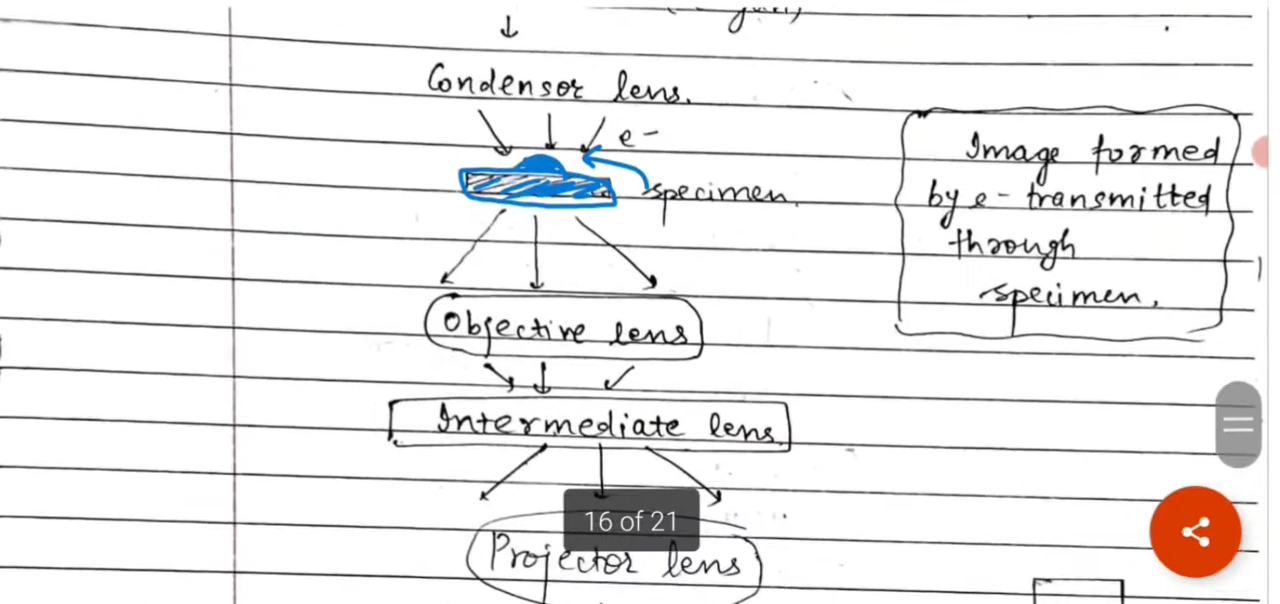 Condensor lens.
e-
specimen.
Image formed
by e- transmitted
through
specimen.
Objective lens
Intermediate lens
16 of 21
Projector lens